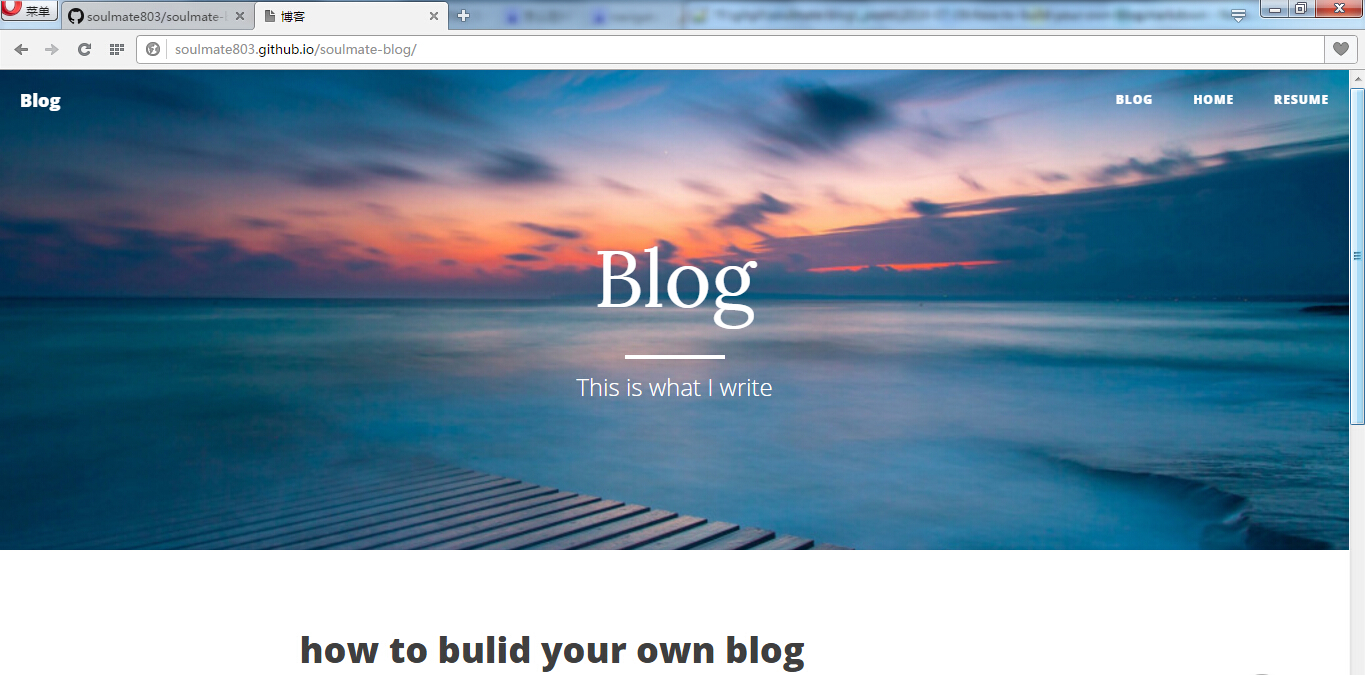 菜单
soulmate803/soulmate-
博客
soulmate803.github.io/soulmate-blog/
Blog
BLOG HOME RESUME
Blog
This is what I write
how to bulid your own blog